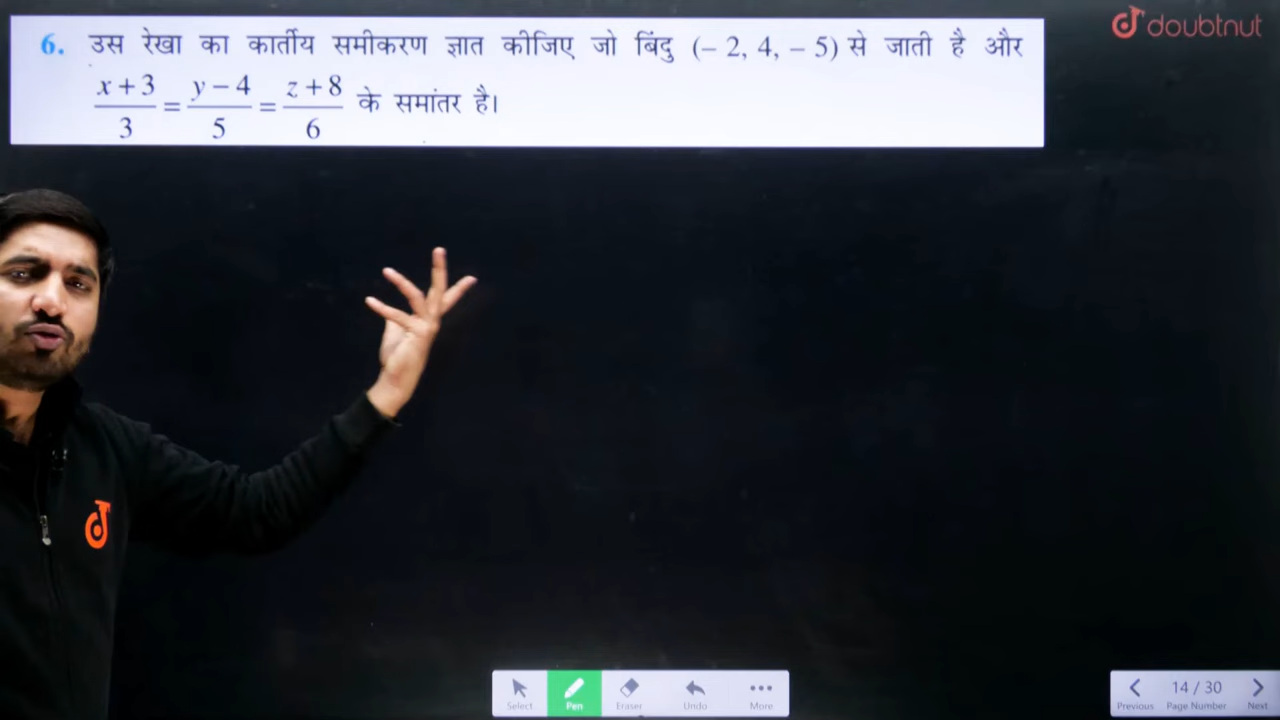 doubtnut
6. उस रेखा का कार्तीय समीकरण ज्ञात कीजिए जो बिंदु (– 2, 4, – 5) से जाती है और
x + 3 / 3 = y – 4 / 5 = z + 8 / 6 के समांतर है।
Select Pen Eraser Undo More
14 / 30
Previous Page Number Next